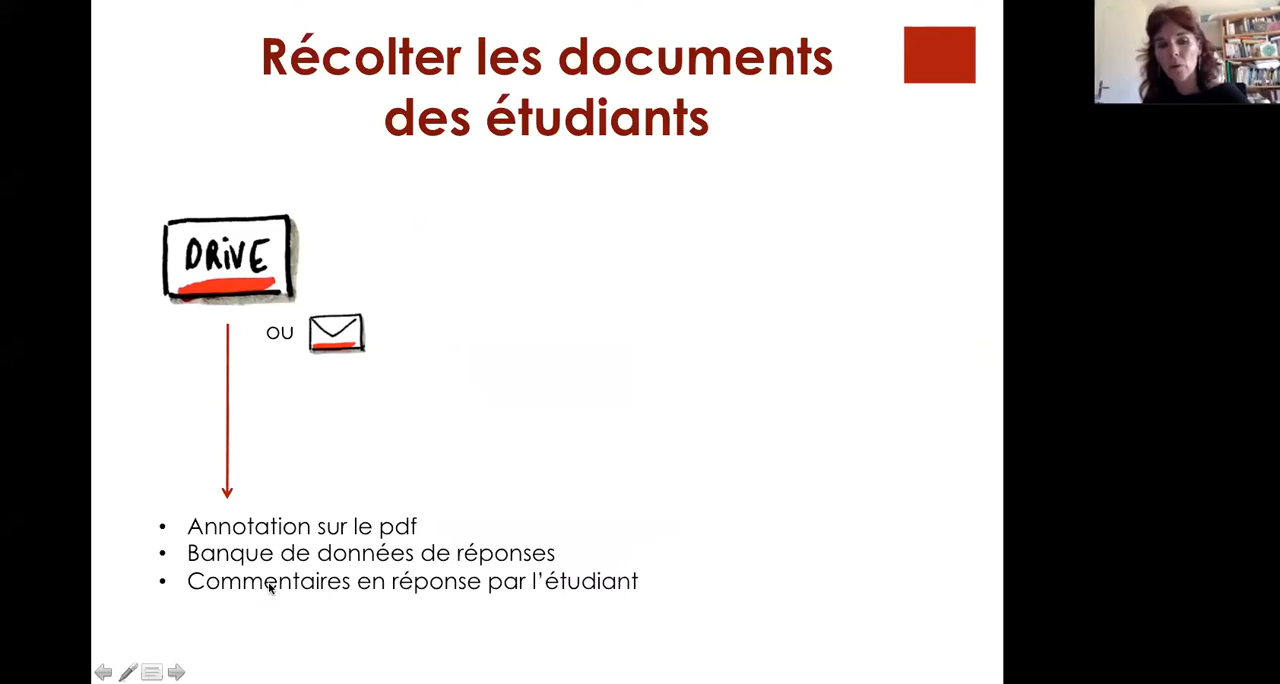 Récolter les documents
des étudiants
DRIVE
ou
• Annotation sur le pdf
• Banque de données de réponses
• Commentaires en réponse par l’étudiant